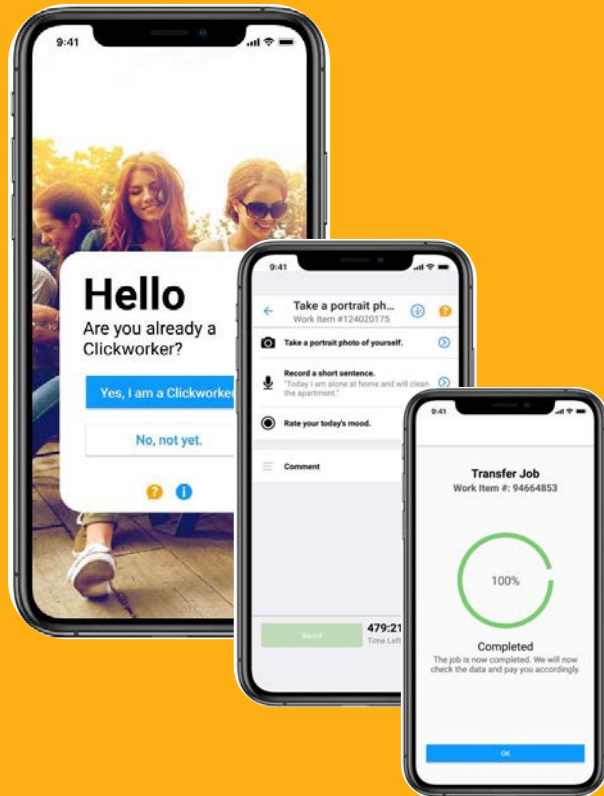 9:41
Hello
Are you already a
Clickworker?
Yes, I am a Clickworker
No, not yet.
?
i
9:41
Take a portrait ph...
Work Item #124020175
?
Take a portrait photo of yourself.
Record a short sentence.
"Today I am alone at home and will clean
the apartment."
Rate your today's mood.
Comment
Send
479:21
Time Left
9:41
Transfer Job
Work Item #: 94664853
100%
Completed
The job is now completed. We will now
check the data and pay you accordingly.
OK